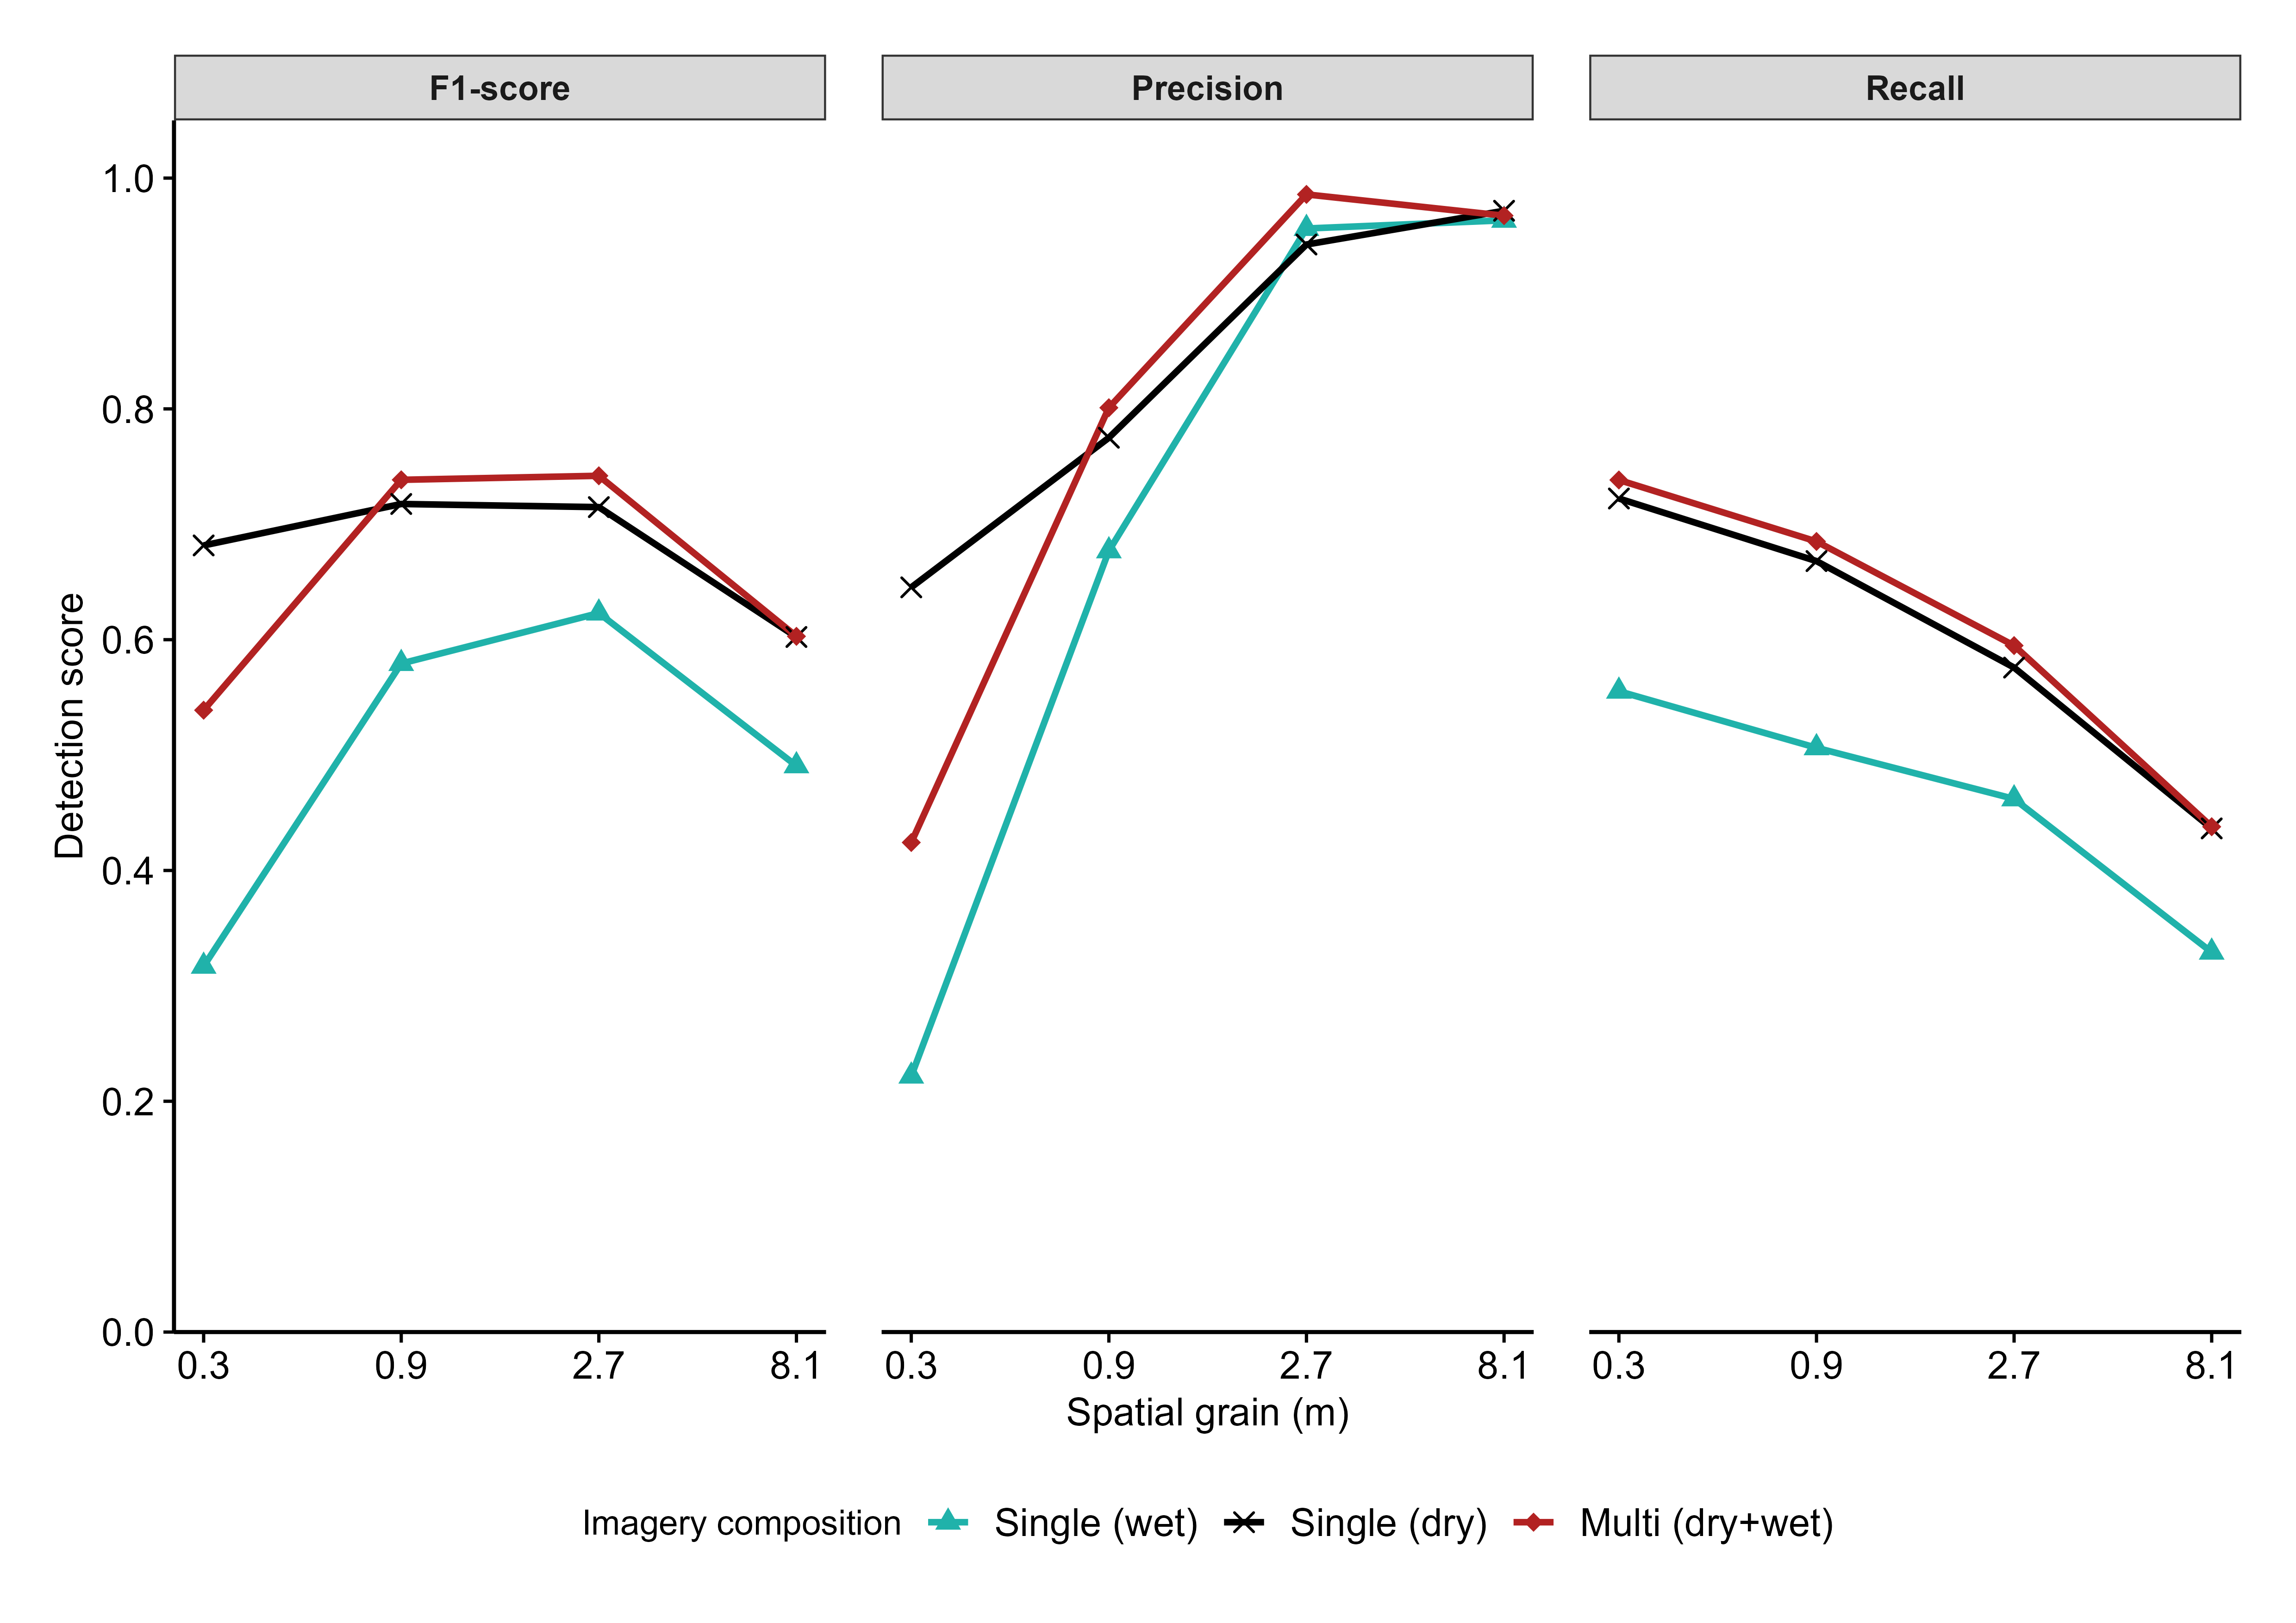 F1-score Precision Recall
1.0
0.8
0.6
0.4
0.2
0.0
Detection score
0.3 0.9 2.7 8.1 0.3 0.9 2.7 8.1 0.3 0.9 2.7 8.1
Spatial grain (m)
Imagery composition Single (wet) Single (dry) Multi (dry+wet)